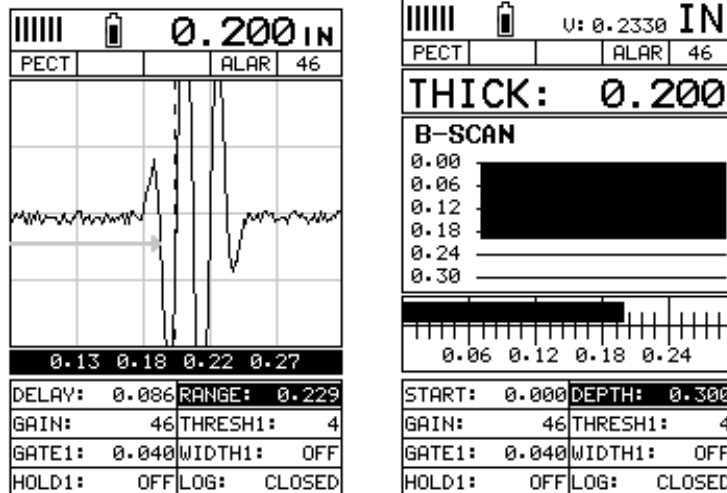 0.200 IN
PECT ALAR 46
0.13 0.18 0.22 0.27
DELAY: 0.086 RANGE: 0.229
GAIN: 46 THRESH1: 4
GATE1: 0.040 WIDTH1: OFF
HOLD1: OFF LOG: CLOSED
V: 0.2330 IN
PECT ALAR 46
THICK: 0.200
B-SCAN
0.00
0.06
0.12
0.18
0.24
0.30
0.06 0.12 0.18 0.24
START: 0.000 DEPTH: 0.300
GAIN: 46 THRESH1: 4
GATE1: 0.040 WIDTH1: OFF
HOLD1: OFF LOG: CLOSED